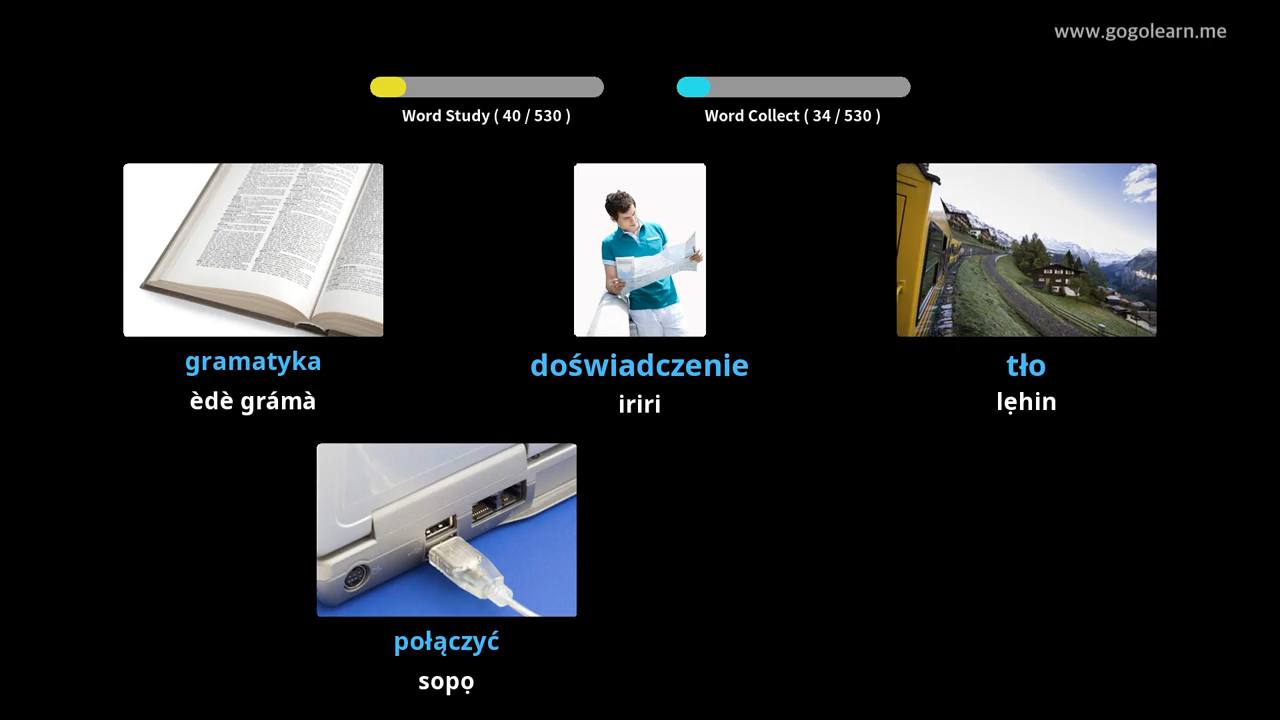 www.gogolearn.me
Word Study ( 40 / 530 )
Word Collect ( 34 / 530 )
gramatyka
èdè grámà
doświadczenie
iriri
tło
lẹhin
połączyć
sopọ